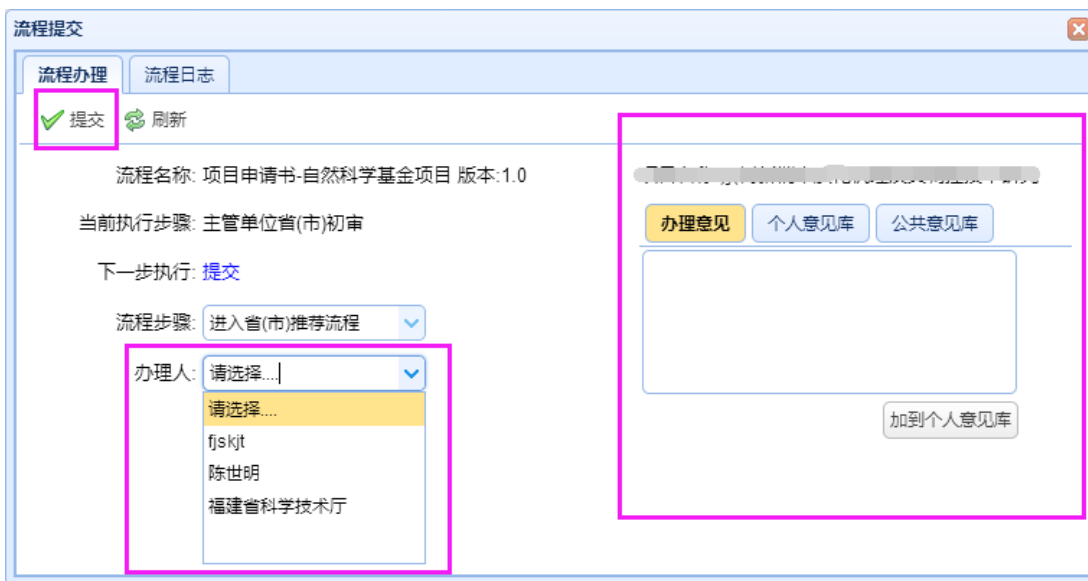 流程提交
流程办理 流程日志
提交 刷新
流程名称: 项目申请书-自然科学基金项目 版本:1.0
当前执行步骤: 主管单位省(市)初审
下一步执行: 提交
流程步骤: 进入省(市)推荐流程
办理人: 请选择....
请选择....
fjskjt
陈世明
福建省科学技术厅
办理意见 个人意见库 公共意见库
加到个人意见库